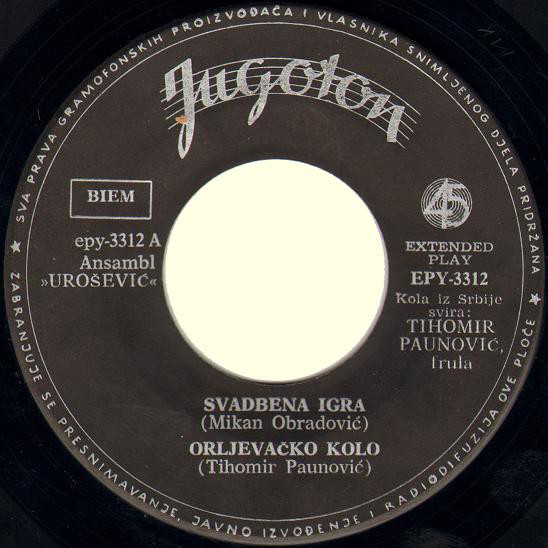 ★ SVA PRAVA GRAMOFONSKIH PROIZVOĐAČA I VLASNIKA SNIMLJENOG DJELA PRIDRŽANA ★
Jugoton
BIEM
45
epy-3312 A
Ansambl
»UROŠEVIĆ«
EXTENDED
PLAY
EPY-3312
Kola iz Srbije
svira:
TIHOMIR
PAUNOVIĆ,
frula
SVADBENA IGRA
(Mikan Obradović)
ORLJEVAČKO KOLO
(Tihomir Paunović)
ZABRANJUJE SE PRESNIMAVANJE, JAVNO IZVOĐENJE I RADIODIFUZIJA OVE PLOČE